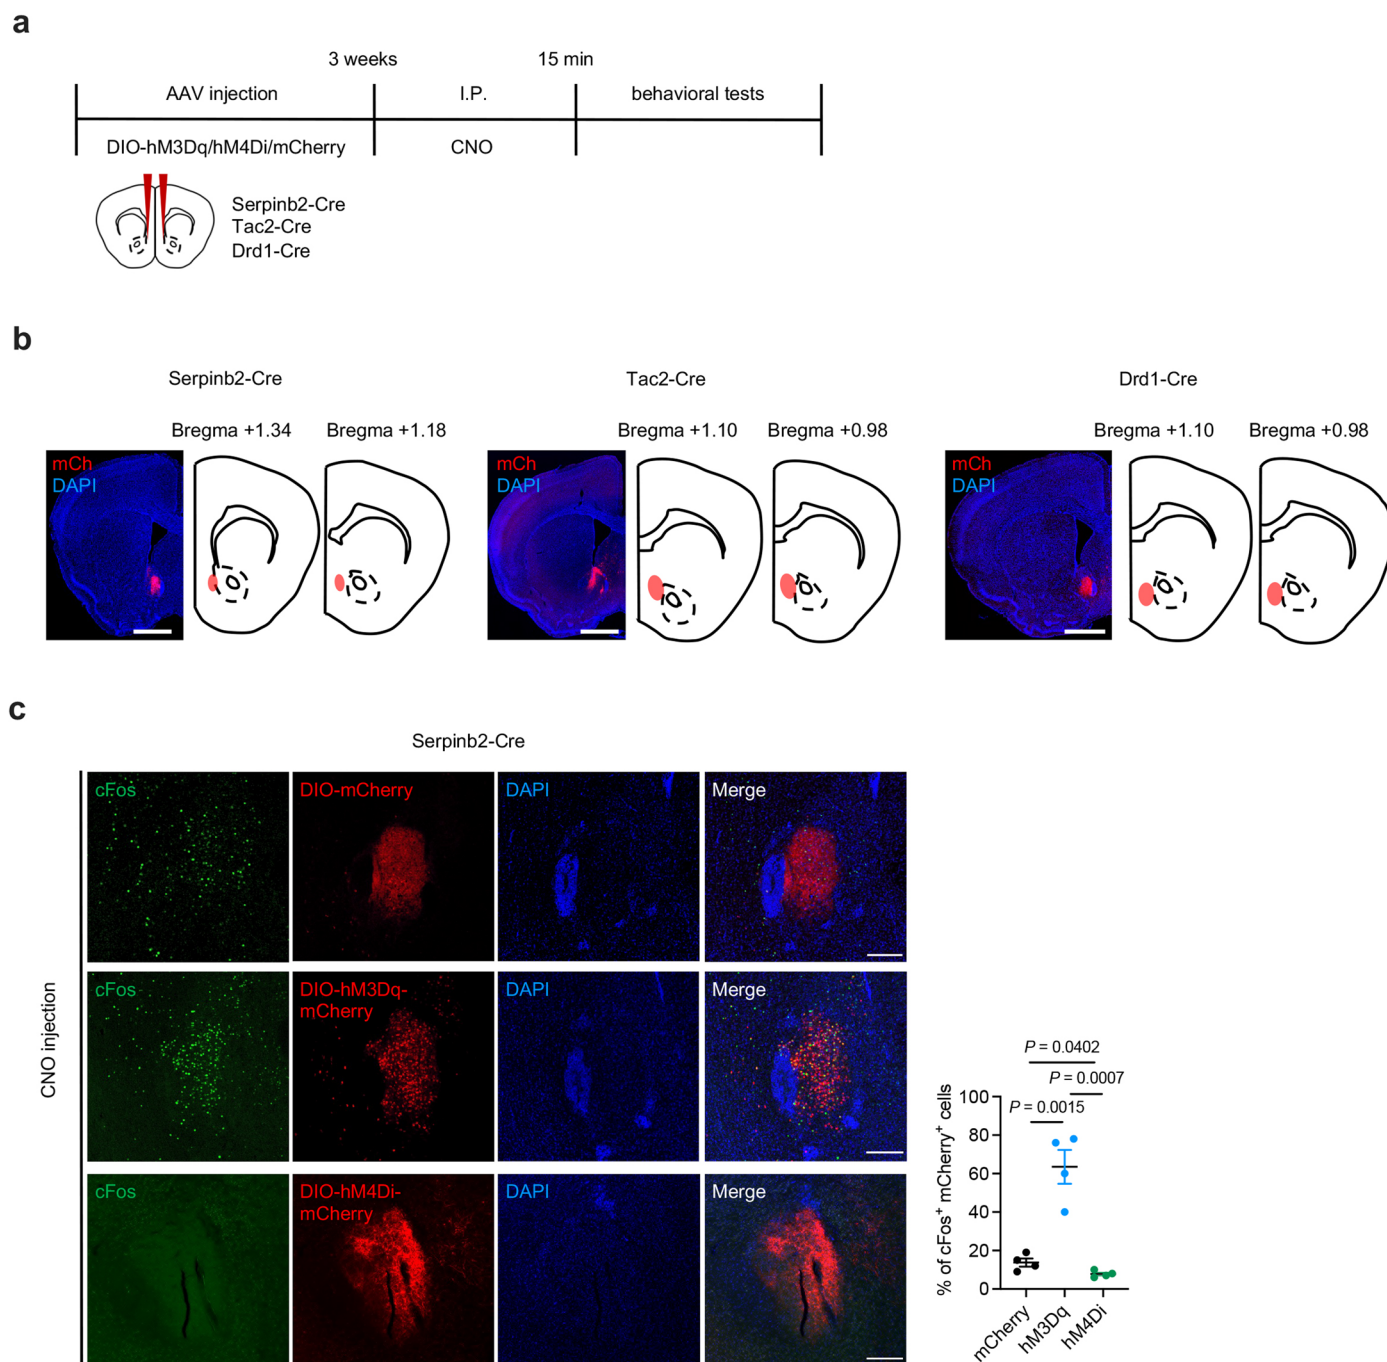 a
3 weeks 15 min
AAV injection I.P. behavioral tests
DIO-hM3Dq/hM4Di/mCherry CNO
Serpinb2-Cre
Tac2-Cre
Drd1-Cre
b
Serpinb2-Cre Tac2-Cre Drd1-Cre
Bregma +1.34 Bregma +1.18 Bregma +1.10 Bregma +0.98 Bregma +1.10 Bregma +0.98
mCh mCh mCh
DAPI DAPI DAPI
c
Serpinb2-Cre
CNO injection
cFos DIO-mCherry DAPI Merge
cFos DIO-hM3Dq- DAPI Merge
mCherry
cFos DIO-hM4Di- DAPI Merge
mCherry
P = 0.0402
P = 0.0007
P = 0.0015
% of cFos⁺ mCherry⁺ cells
100
80
60
40
20
0
mCherry hM3Dq hM4Di